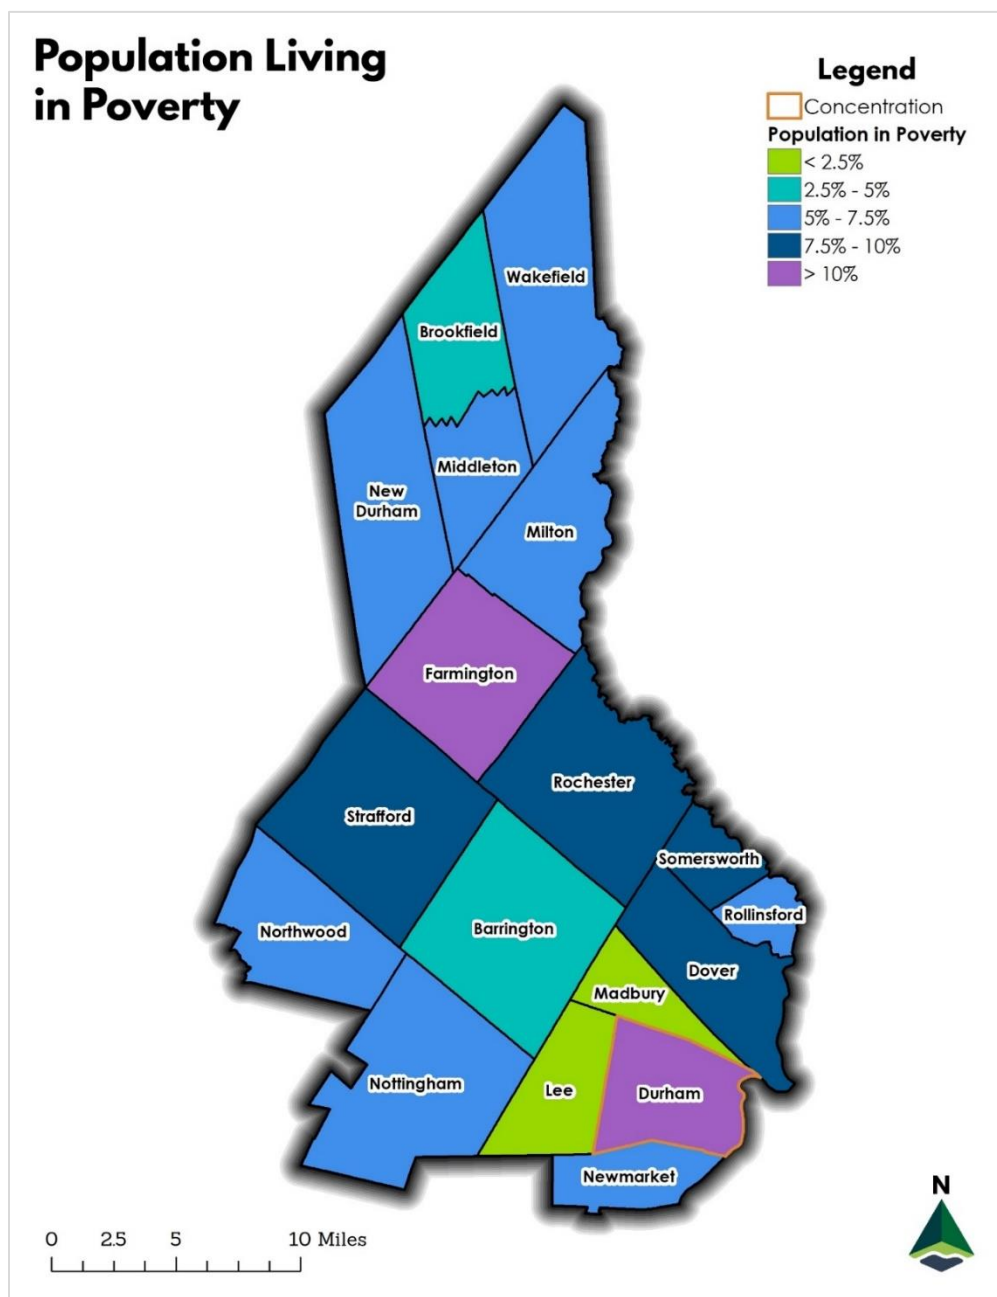 Population Living
in Poverty
Legend
Concentration
Population in Poverty
< 2.5%
2.5% - 5%
5% - 7.5%
7.5% - 10%
> 10%
Wakefield
Brookfield
Middleton
New
Durham
Milton
Farmington
Rochester
Strafford
Somersworth
Rollinsford
Barrington
Northwood
Dover
Madbury
Nottingham
Lee
Durham
Newmarket
N
0 2.5 5 10 Miles